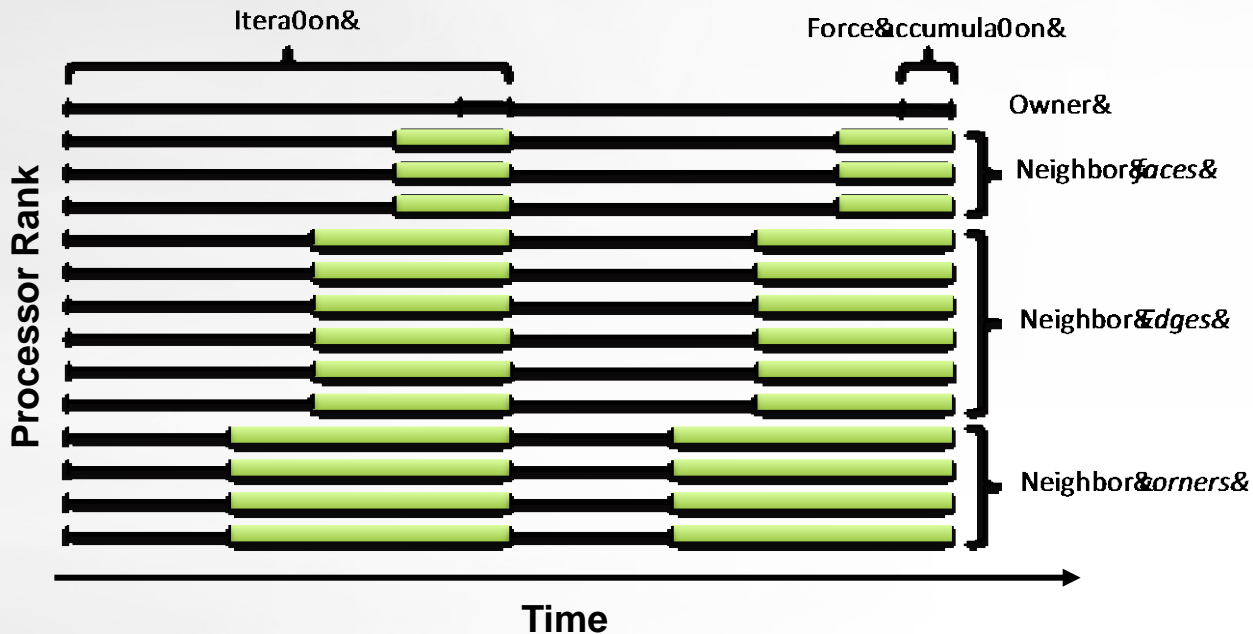 Itera0on&
Force&accumula0on&
Owner&
Neighbor&faces&
Neighbor&Edges&
Neighbor&corners&
Processor Rank
Time